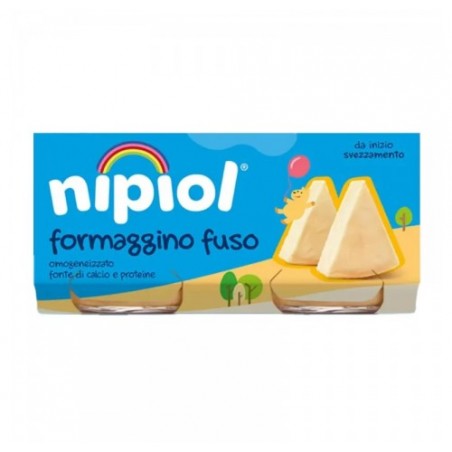 da inizio
svezzamento
nipiol®
formaggino fuso
omogeneizzato
fonte di calcio e proteine